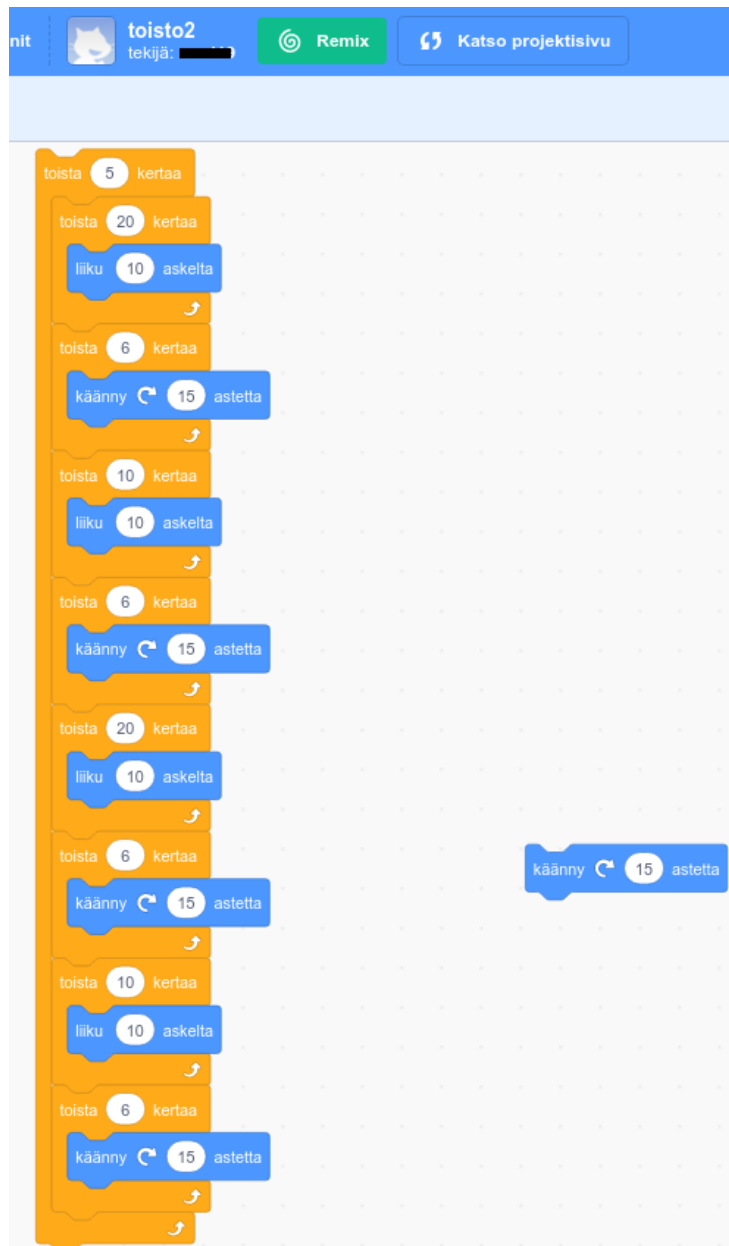 nit
toisto2
tekijä:
Remix
Katso projektisivu
toista 5 kertaa
toista 20 kertaa
liiku 10 askelta
toista 6 kertaa
käänny 15 astetta
toista 10 kertaa
liiku 10 askelta
toista 6 kertaa
käänny 15 astetta
toista 20 kertaa
liiku 10 askelta
toista 6 kertaa
käänny 15 astetta
käänny 15 astetta
toista 10 kertaa
liiku 10 askelta
toista 6 kertaa
käänny 15 astetta